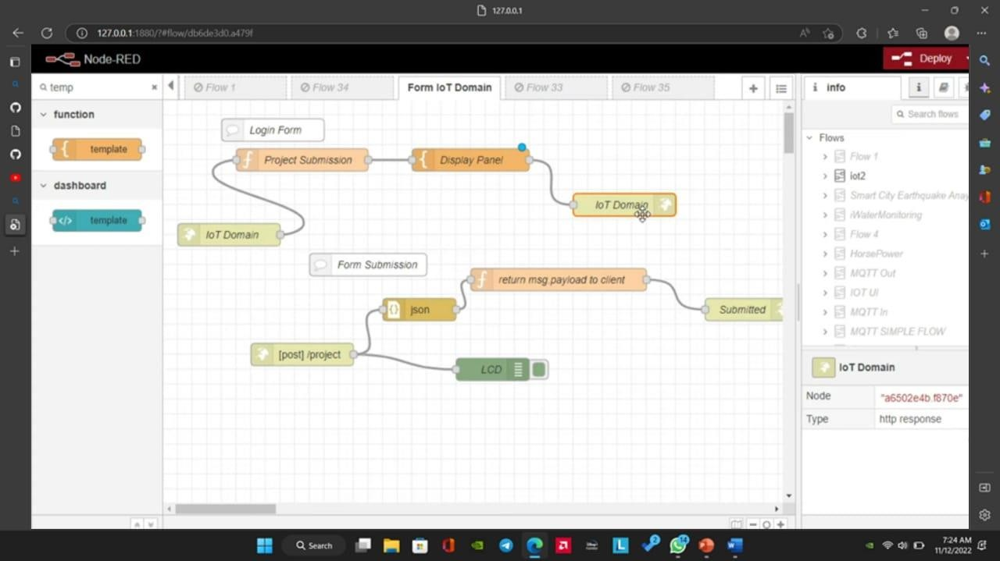 127.0.0.1
127.0.0.1:1880/?#flow/db6de3d0.a479f
Node-RED
Deploy
temp
Flow 1
Flow 34
Form IoT Domain
Flow 33
Flow 35
info
Search flows
function
template
dashboard
template
Login Form
Project Submission
Display Panel
IoT Domain
IoT Domain
Form Submission
return msg.payload to client
json
Submitted
[post] /project
LCD
Flows
Flow 1
iot2
Smart City Earthquake Anay
iWaterMonitoring
Flow 4
HorsePower
MQTT Out
IOT UI
MQTT In
MQTT SIMPLE FLOW
IoT Domain
Node
"a6502e4b.f870e"
Type
http response
Search
2
14
7:24 AM
11/12/2022